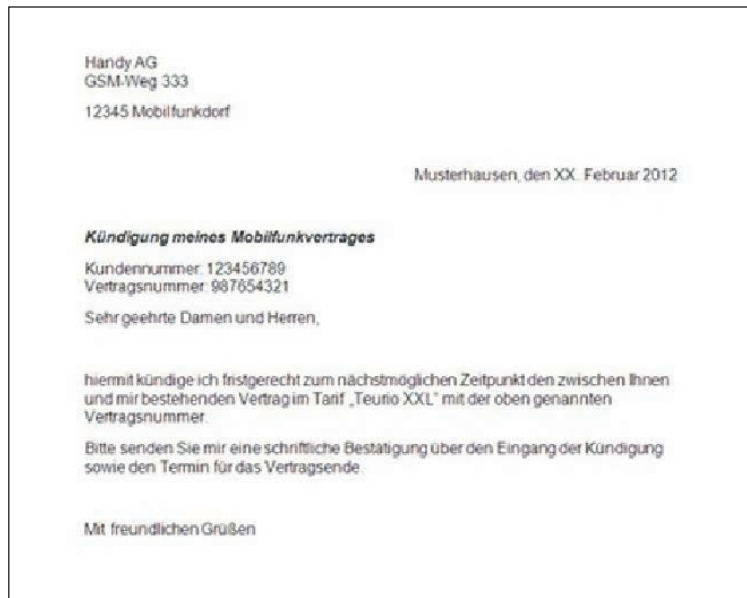 Handy AG
GSM-Weg 333
12345 Mobilfunkdorf
Musterhausen, den XX. Februar 2012
Kündigung meines Mobilfunkvertrages
Kundennummer: 123456789
Vertragsnummer: 987654321
Sehr geehrte Damen und Herren,
hiermit kündige ich fristgerecht zum nächstmöglichen Zeitpunkt den zwischen Ihnen
und mir bestehenden Vertrag im Tarif „Teurio XXL“ mit der oben genannten
Vertragsnummer.
Bitte senden Sie mir eine schriftliche Bestätigung über den Eingang der Kündigung
sowie den Termin für das Vertragsende.
Mit freundlichen Grüßen